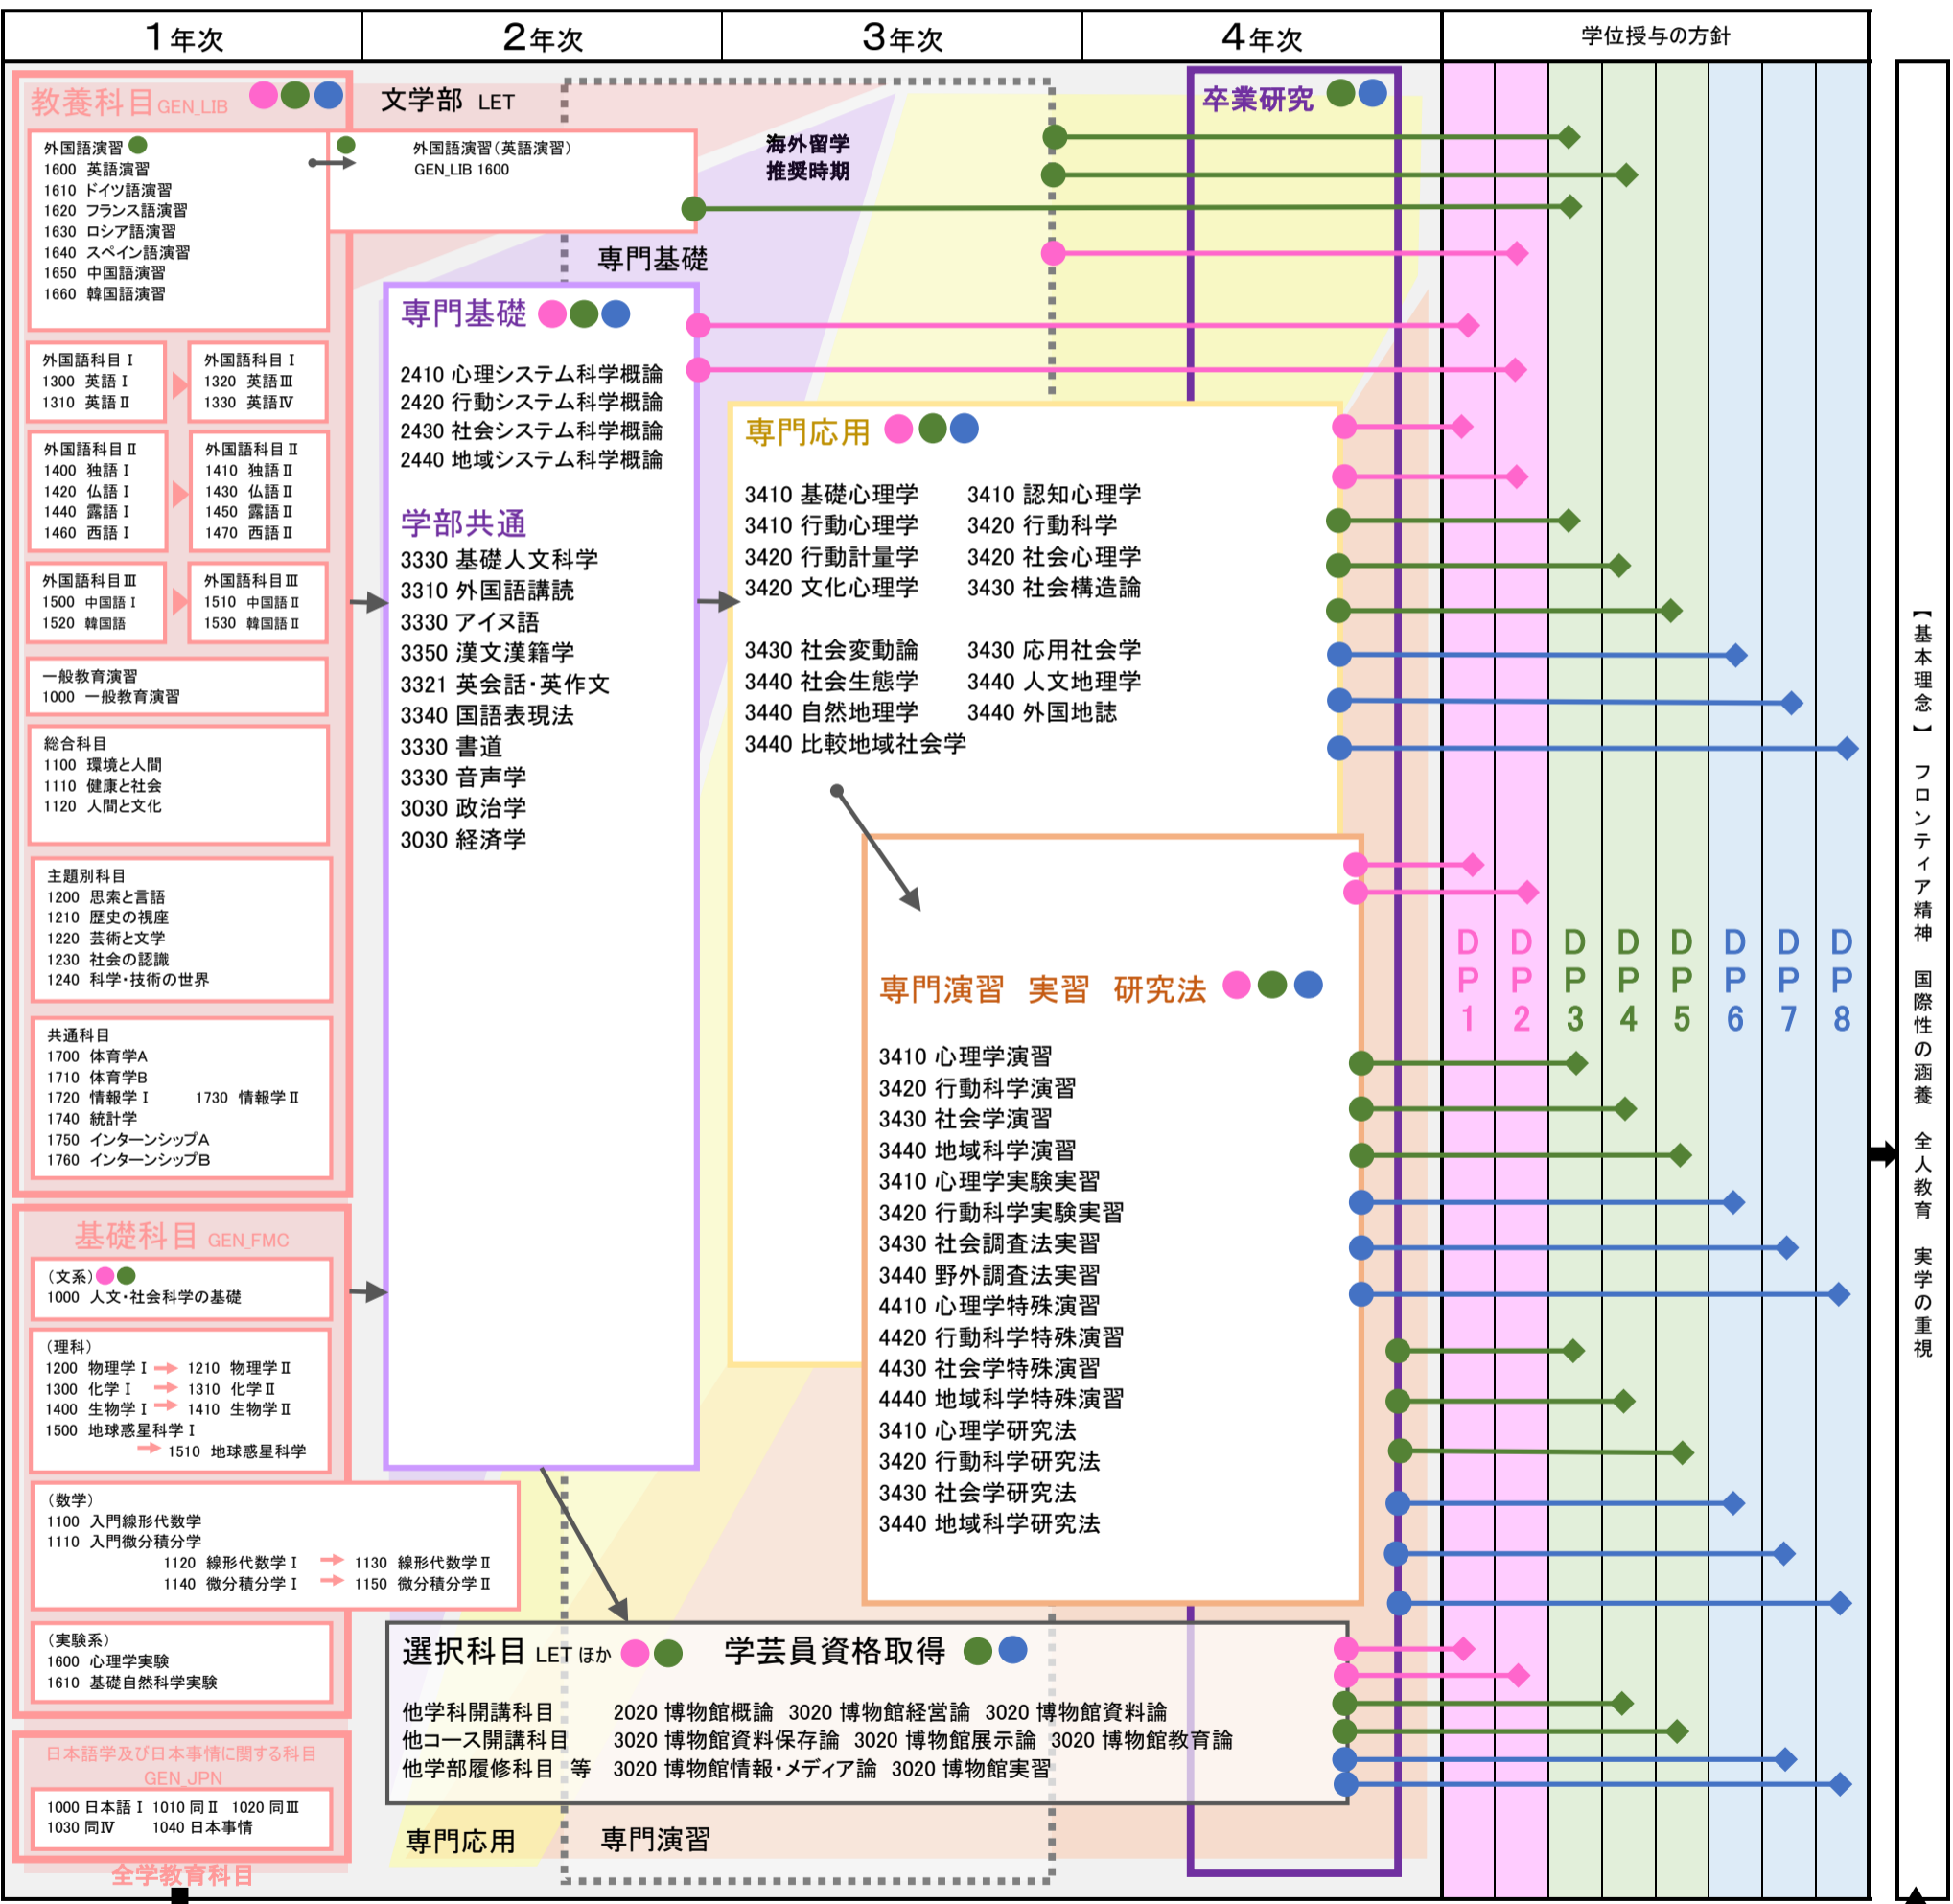 1年次
2年次
3年次
4年次
学位授与の方針
教養科目GEN_LIB
外国語演習
1600 英語演習
1610 ドイツ語演習
1620 フランス語演習
1630 ロシア語演習
1640 スペイン語演習
1650 中国語演習
1660 韓国語演習
外国語科目Ⅰ
1300 英語Ⅰ
1310 英語Ⅱ
外国語科目Ⅰ
1320 英語Ⅲ
1330 英語Ⅳ
外国語科目Ⅱ
1400 独語Ⅰ
1420 仏語Ⅰ
1440 露語Ⅰ
1460 西語Ⅰ
外国語科目Ⅱ
1410 独語Ⅱ
1430 仏語Ⅱ
1450 露語Ⅱ
1470 西語Ⅱ
外国語科目Ⅲ
1500 中国語Ⅰ
1520 韓国語
外国語科目Ⅲ
1510 中国語Ⅱ
1530 韓国語Ⅱ
一般教育演習
1000 一般教育演習
総合科目
1100 環境と人間
1110 健康と社会
1120 人間と文化
主題別科目
1200 思索と言語
1210 歴史の視座
1220 芸術と文学
1230 社会の認識
1240 科学・技術の世界
共通科目
1700 体育学A
1710 体育学B
1720 情報学Ⅰ 1730 情報学Ⅱ
1740 統計学
1750 インターンシップA
1760 インターンシップB
基礎科目 GEN_FMC
(文系)
1000 人文・社会科学の基礎
(理科)
1200 物理学Ⅰ 1210 物理学Ⅱ
1300 化学Ⅰ 1310 化学Ⅱ
1400 生物学Ⅰ 1410 生物学Ⅱ
1500 地球惑星科学Ⅰ
1510 地球惑星科学
(数学)
1100 入門線形代数学
1110 入門微分積分学
1120 線形代数学Ⅰ 1130 線形代数学Ⅱ
1140 微分積分学Ⅰ 1150 微分積分学Ⅱ
(実験系)
1600 心理学実験
1610 基礎自然科学実験
日本語学及び日本事情に関する科目
GEN_JPN
1000 日本語Ⅰ 1010 同Ⅱ 1020 同Ⅲ
1030 同Ⅳ 1040 日本事情
全学教育科目
文学部 LET
外国語演習(英語演習)
GEN_LIB 1600
海外留学
推奨時期
専門基礎
専門基礎
2410 心理システム科学概論
2420 行動システム科学概論
2430 社会システム科学概論
2440 地域システム科学概論
学部共通
3330 基礎人文科学
3310 外国語講読
3330 アイヌ語
3350 漢文漢籍学
3321 英会話・英作文
3340 国語表現法
3330 書道
3330 音声学
3030 政治学
3030 経済学
専門応用
3410 基礎心理学 3410 認知心理学
3410 行動心理学 3420 行動科学
3420 行動計量学 3420 社会心理学
3420 文化心理学 3430 社会構造論
3430 社会変動論 3430 応用社会学
3440 社会生態学 3440 人文地理学
3440 自然地理学 3440 外国地誌
3440 比較地域社会学
専門演習 実習 研究法
3410 心理学演習
3420 行動科学演習
3430 社会学演習
3440 地域科学演習
3410 心理学実験実習
3420 行動科学実験実習
3430 社会調査法実習
3440 野外調査法実習
4410 心理学特殊演習
4420 行動科学特殊演習
4430 社会学特殊演習
4440 地域科学特殊演習
3410 心理学研究法
3420 行動科学研究法
3430 社会学研究法
3440 地域科学研究法
卒業研究
選択科目 LET ほか 学芸員資格取得
他学科開講科目 2020 博物館概論 3020 博物館経営論 3020 博物館資料論
他コース開講科目 3020 博物館資料保存論 3020 博物館展示論 3020 博物館教育論
他学部履修科目 等 3020 博物館情報・メディア論 3020 博物館実習
専門応用
専門演習
DP1
DP2
DP3
DP4
DP5
DP6
DP7
DP8
【基本理念】 フロンティア精神 国際性の涵養 全人教育 実学の重視